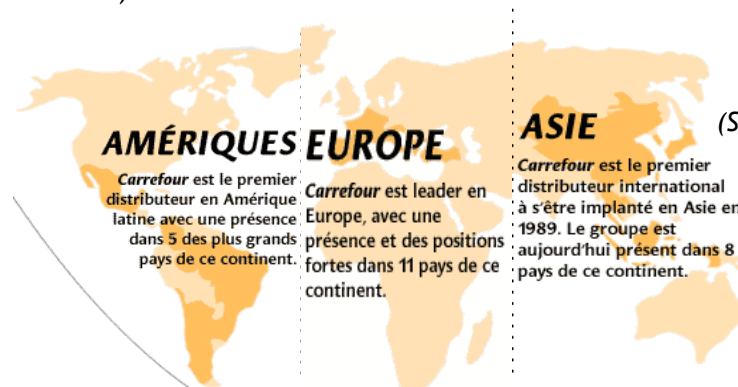 AMÉRIQUES
Carrefour est le premier
distributeur en Amérique
latine avec une présence
dans 5 des plus grands
pays de ce continent.
EUROPE
Carrefour est leader en
Europe, avec une
présence et des positions
fortes dans 11 pays de ce
continent.
ASIE
Carrefour est le premier
distributeur international
à s'être implanté en Asie en
1989. Le groupe est
aujourd'hui présent dans 8
pays de ce continent.
(S